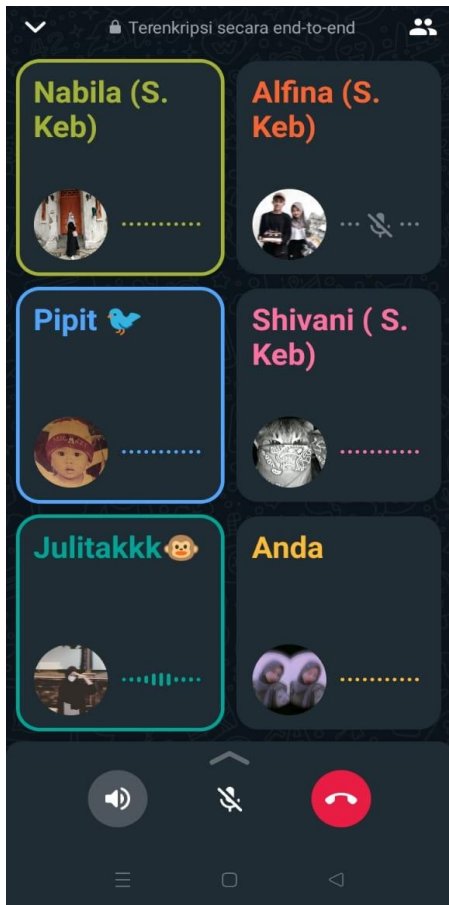 Terenkripsi secara end-to-end
Nabila (S.
Keb)
Alfina (S.
Keb)
Pipit 🐦
Shivani ( S.
Keb)
Julitakkk🐵
Anda